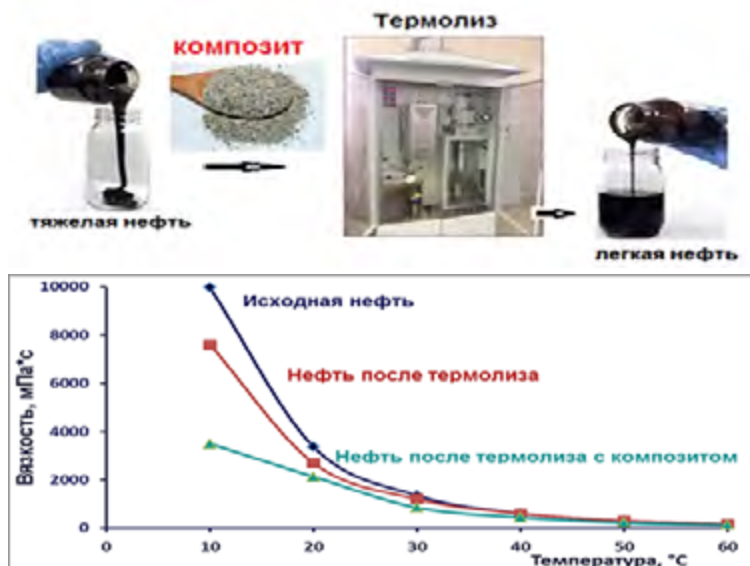 Термолиз
композит
тяжелая нефть
легкая нефть
Вязкость, мПа*с
10000
8000
6000
4000
2000
0
Исходная нефть
Нефть после термолиза
Нефть после термолиза с композитом
0 10 20 30 40 50 60
Температура, °С